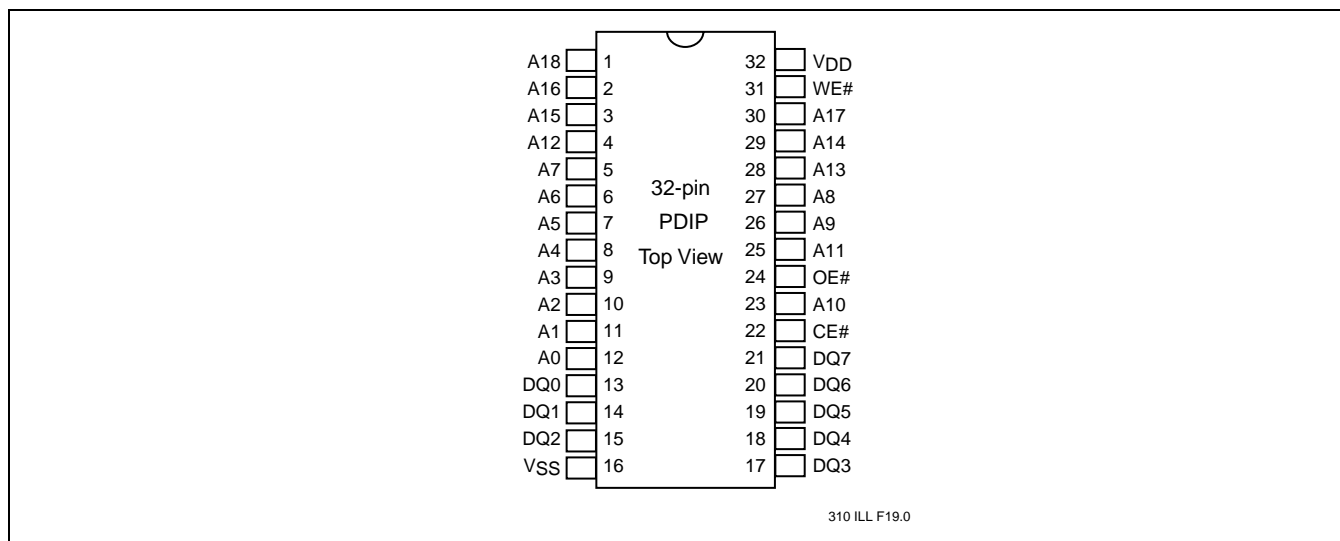 A18 1 32 VDD
A16 2 31 WE#
A15 3 30 A17
A12 4 29 A14
A7 5 28 A13
A6 6 32-pin 27 A8
A5 7 PDIP 26 A9
A4 8 Top View 25 A11
A3 9 24 OE#
A2 10 23 A10
A1 11 22 CE#
A0 12 21 DQ7
DQ0 13 20 DQ6
DQ1 14 19 DQ5
DQ2 15 18 DQ4
VSS 16 17 DQ3
310 ILL F19.0